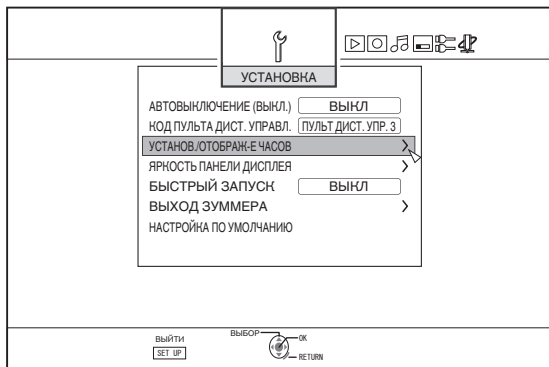 УСТАНОВКА
АВТОВЫКЛЮЧЕНИЕ (ВЫКЛ.) ВЫКЛ
КОД ПУЛЬТА ДИСТ. УПРАВЛ. ПУЛЬТ ДИСТ. УПР. 3
УСТАНОВ./ОТОБРАЖ-Е ЧАСОВ
ЯРКОСТЬ ПАНЕЛИ ДИСПЛЕЯ
БЫСТРЫЙ ЗАПУСК ВЫКЛ
ВЫХОД ЗУММЕРА
НАСТРОЙКА ПО УМОЛЧАНИЮ
ВЫЙТИ
SET UP
ВЫБОР
OK
RETURN